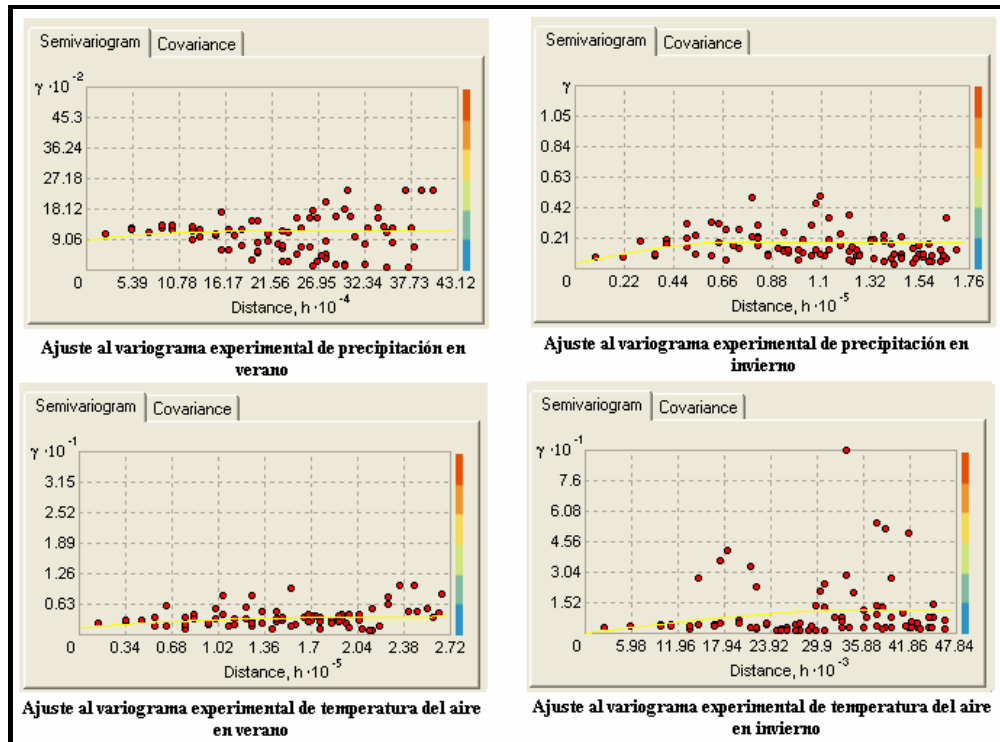 Semivariogram Covariance
γ · 10 -2
45.3
36.24
27.18
18.12
9.06
0 5.39 10.78 16.17 21.56 26.95 32.34 37.73 43.12
Distance, h · 10 -4
Ajuste al variograma experimental de precipitación en
verano
Semivariogram Covariance
γ
1.05
0.84
0.63
0.42
0.21
0 0.22 0.44 0.66 0.88 1.1 1.32 1.54 1.76
Distance, h · 10 -5
Ajuste al variograma experimental de precipitación en
invierno
Semivariogram Covariance
γ · 10 -1
3.15
2.52
1.89
1.26
0.63
0 0.34 0.68 1.02 1.36 1.7 2.04 2.38 2.72
Distance, h · 10 -5
Ajuste al variograma experimental de temperatura del aire
en verano
Semivariogram Covariance
γ · 10 -1
7.6
6.08
4.56
3.04
1.52
0 5.98 11.96 17.94 23.92 29.9 35.88 41.86 47.84
Distance, h · 10 -3
Ajuste al variograma experimental de temperatura del aire
en invierno